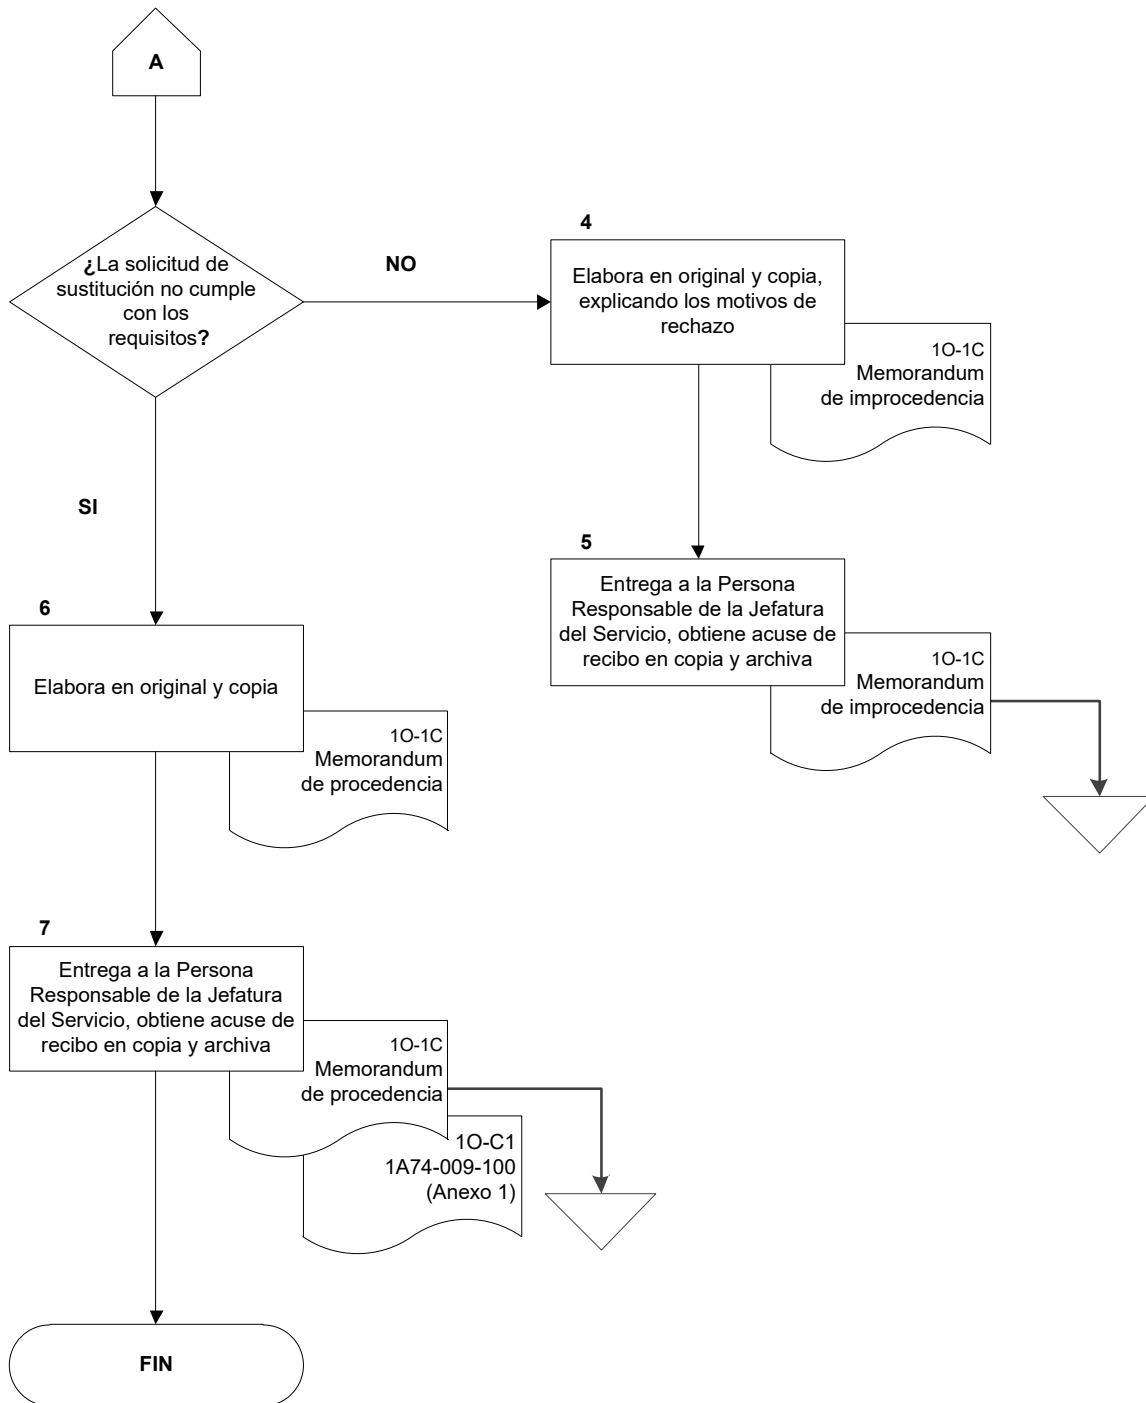 A
¿La solicitud de
sustitución no cumple
con los
requisitos?
NO
4
Elabora en original y copia,
explicando los motivos de
rechazo
1O-1C
Memorandum
de improcedencia
SI
5
Entrega a la Persona
Responsable de la Jefatura
del Servicio, obtiene acuse de
recibo en copia y archiva
1O-1C
Memorandum
de improcedencia
6
Elabora en original y copia
1O-1C
Memorandum
de procedencia
7
Entrega a la Persona
Responsable de la Jefatura
del Servicio, obtiene acuse de
recibo en copia y archiva
1O-1C
Memorandum
de procedencia
1O-C1
1A74-009-100
(Anexo 1)
FIN